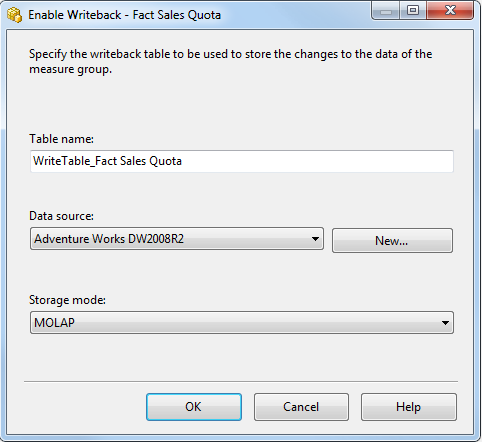 Enable Writeback - Fact Sales Quota
Specify the writeback table to be used to store the changes to the data of the
measure group.
Table name:
WriteTable_Fact Sales Quota
Data source:
Adventure Works DW2008R2
New...
Storage mode:
MOLAP
OK
Cancel
Help